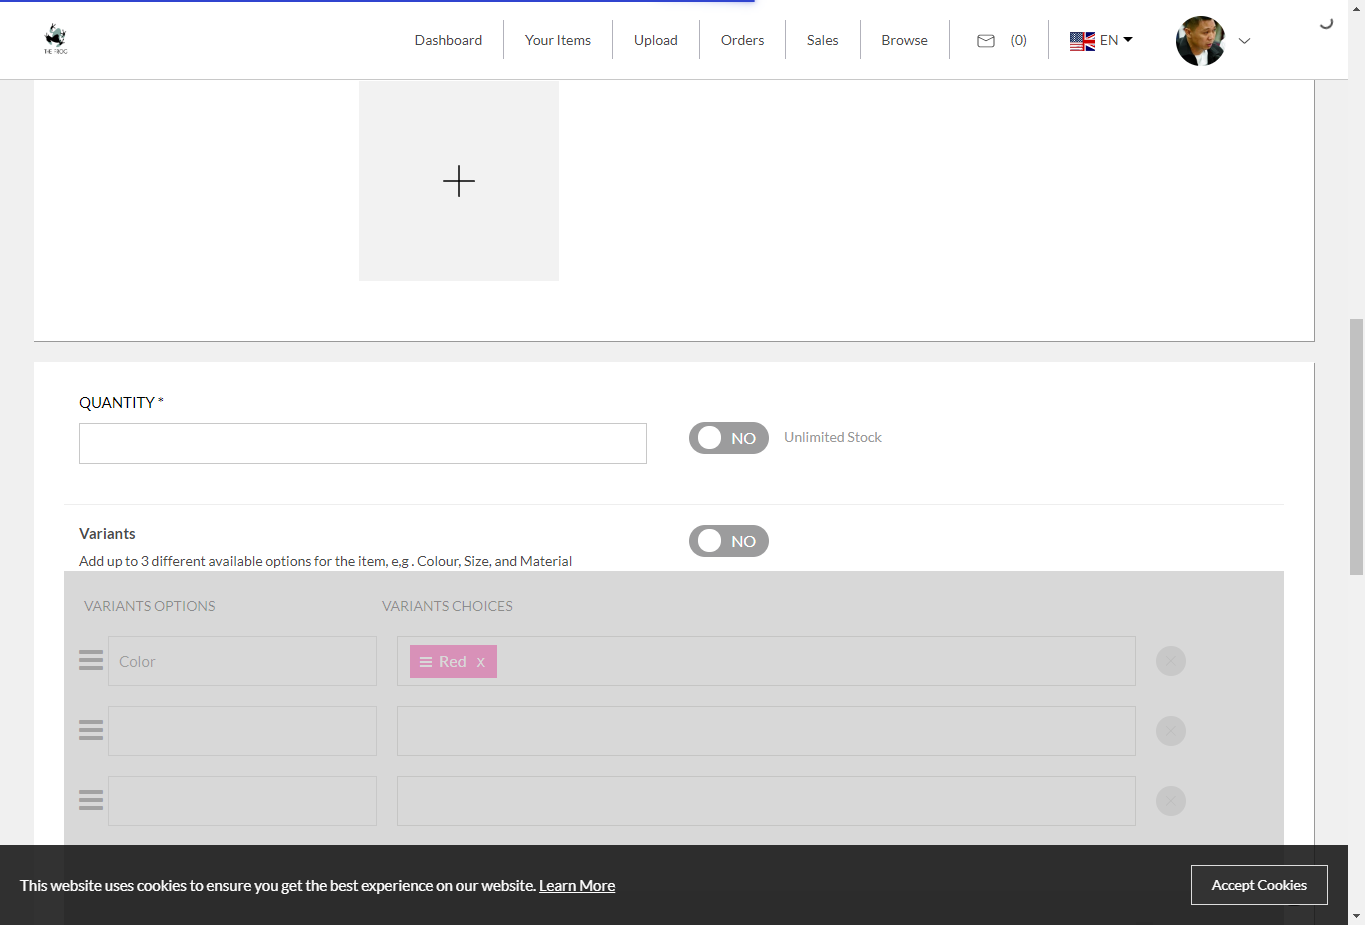 THE FROG
Dashboard
Your Items
Upload
Orders
Sales
Browse
(0)
EN
QUANTITY *
NO
Unlimited Stock
Variants
NO
Add up to 3 different available options for the item, e,g . Colour, Size, and Material
VARIANTS OPTIONS
VARIANTS CHOICES
Color
Red x
This website uses cookies to ensure you get the best experience on our website. Learn More
Accept Cookies